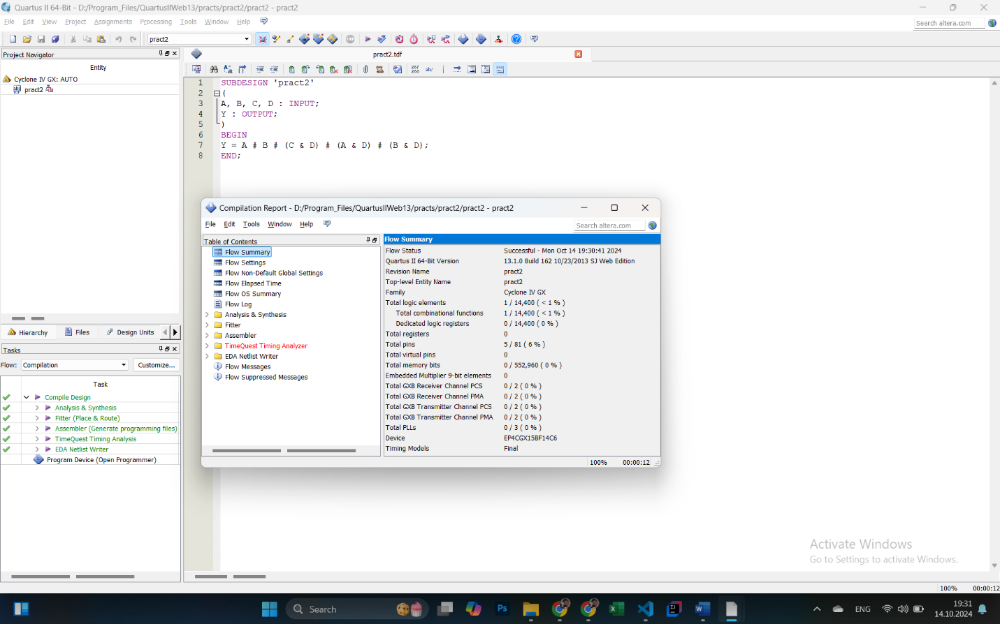 Quartus II 64-Bit - D:/Program_Files/QuartusIIWeb13/practs/pract2/pract2 - pract2
File Edit View Project Assignments Processing Tools Window Help
Search altera.com
pract2
Project Navigator
Entity
Cyclone IV GX: AUTO
pract2
Hierarchy Files Design Units
Tasks
Flow: Compilation Customize...
Task
Compile Design
Analysis & Synthesis
Fitter (Place & Route)
Assembler (Generate programming files)
TimeQuest Timing Analysis
EDA Netlist Writer
Program Device (Open Programmer)
pract2.tdf
267
268
ab/
1 SUBDESIGN 'pract2'
2 (
3 A, B, C, D : INPUT;
4 Y : OUTPUT;
5 )
6 BEGIN
7 Y = A # B # (C & D) # (A & D) # (B & D);
8 END;
Compilation Report - D:/Program_Files/QuartusIIWeb13/practs/pract2/pract2 - pract2
File Edit Tools Window Help
Search altera.com
Table of Contents
Flow Summary
Flow Settings
Flow Non-Default Global Settings
Flow Elapsed Time
Flow OS Summary
Flow Log
Analysis & Synthesis
Fitter
Assembler
TimeQuest Timing Analyzer
EDA Netlist Writer
Flow Messages
Flow Suppressed Messages
Flow Summary
Flow Status Successful - Mon Oct 14 19:30:41 2024
Quartus II 64-Bit Version 13.1.0 Build 162 10/23/2013 SJ Web Edition
Revision Name pract2
Top-level Entity Name pract2
Family Cyclone IV GX
Total logic elements 1 / 14,400 ( < 1 % )
Total combinational functions 1 / 14,400 ( < 1 % )
Dedicated logic registers 0 / 14,400 ( 0 % )
Total registers 0
Total pins 5 / 81 ( 6 % )
Total virtual pins 0
Total memory bits 0 / 552,960 ( 0 % )
Embedded Multiplier 9-bit elements 0
Total GXB Receiver Channel PCS 0 / 2 ( 0 % )
Total GXB Receiver Channel PMA 0 / 2 ( 0 % )
Total GXB Transmitter Channel PCS 0 / 2 ( 0 % )
Total GXB Transmitter Channel PMA 0 / 2 ( 0 % )
Total PLLs 0 / 3 ( 0 % )
Device EP4CGX15BF14C6
Timing Models Final
100% 00:00:12
Activate Windows
Go to Settings to activate Windows.
100% 00:00:12
Search
Ps
ENG
19:31
14.10.2024